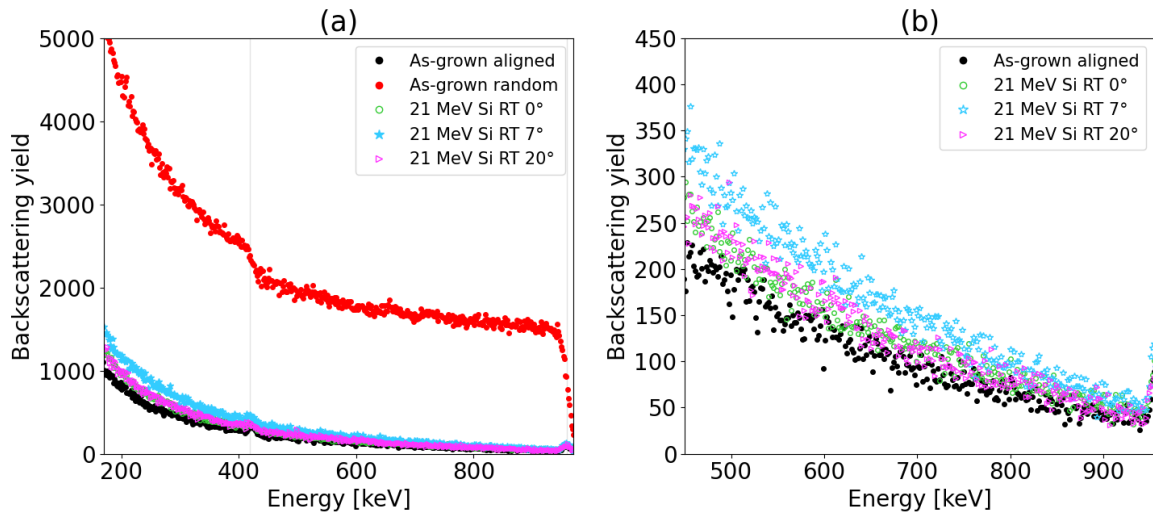 (a)
5000
4000
3000
2000
1000
0
Backscattering yield
200
400
600
800
Energy [keV]
As-grown aligned
As-grown random
21 MeV Si RT 0°
21 MeV Si RT 7°
21 MeV Si RT 20°
(b)
450
400
350
300
250
200
150
100
50
0
Backscattering yield
500
600
700
800
900
Energy [keV]
As-grown aligned
21 MeV Si RT 0°
21 MeV Si RT 7°
21 MeV Si RT 20°